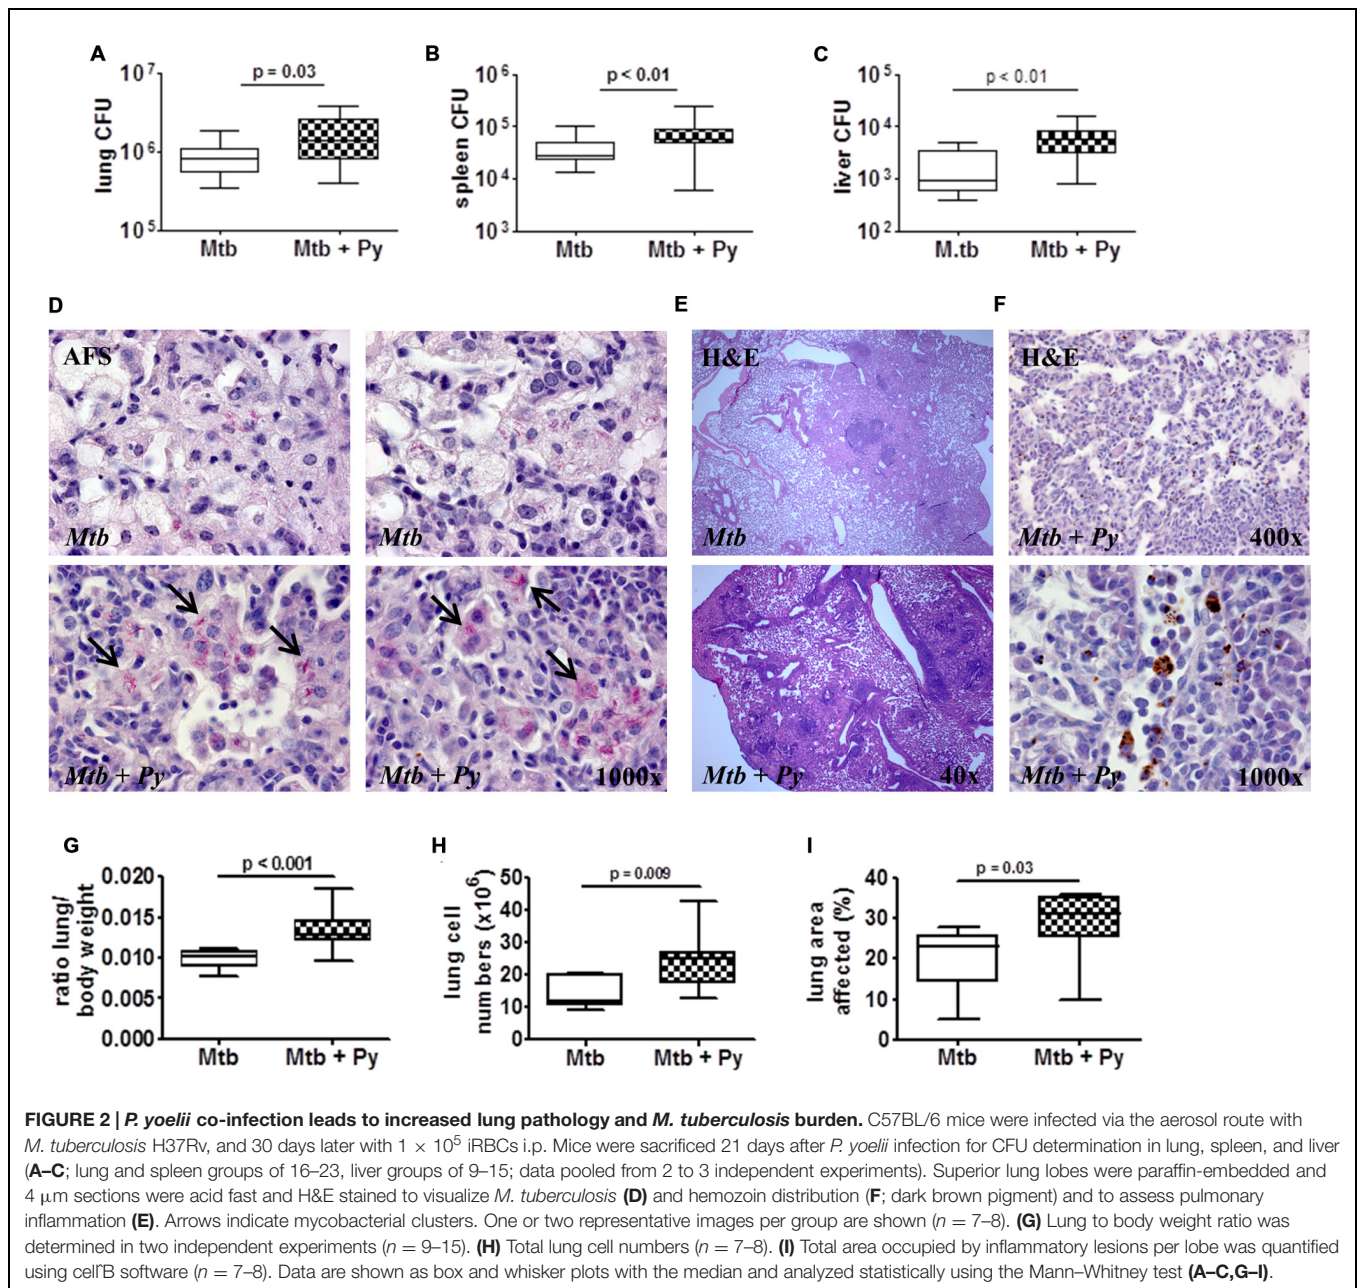 A
10^7
p = 0.03
lung CFU
10^6
10^5
Mtb
Mtb + Py
B
10^6
p < 0.01
spleen CFU
10^5
10^4
10^3
Mtb
Mtb + Py
C
10^5
p < 0.01
liver CFU
10^4
10^3
10^2
M.tb
Mtb + Py
D
AFS
Mtb
Mtb
Mtb + Py
Mtb + Py
1000x
E
H&E
Mtb
Mtb + Py
40x
F
H&E
Mtb + Py
400x
Mtb + Py
1000x
G
p < 0.001
ratio lung/
body weight
0.020
0.015
0.010
0.005
0.000
Mtb
Mtb + Py
H
p = 0.009
lung cell
numbers (x10^6)
50
40
30
20
10
0
Mtb
Mtb + Py
I
p = 0.03
lung area
affected (%)
40
30
20
10
0
Mtb
Mtb + Py
FIGURE 2 | P. yoelii co-infection leads to increased lung pathology and M. tuberculosis burden. C57BL/6 mice were infected via the aerosol route with
M. tuberculosis H37Rv, and 30 days later with 1 × 10^5 iRBCs i.p. Mice were sacrificed 21 days after P. yoelii infection for CFU determination in lung, spleen, and liver
(A–C; lung and spleen groups of 16–23, liver groups of 9–15; data pooled from 2 to 3 independent experiments). Superior lung lobes were paraffin-embedded and
4 μm sections were acid fast and H&E stained to visualize M. tuberculosis (D) and hemozoin distribution (F; dark brown pigment) and to assess pulmonary
inflammation (E). Arrows indicate mycobacterial clusters. One or two representative images per group are shown (n = 7–8). (G) Lung to body weight ratio was
determined in two independent experiments (n = 9–15). (H) Total lung cell numbers (n = 7–8). (I) Total area occupied by inflammatory lesions per lobe was quantified
using cell^B software (n = 7–8). Data are shown as box and whisker plots with the median and analyzed statistically using the Mann–Whitney test (A–C,G–I).